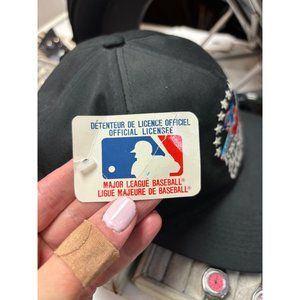 DÉTENTEUR DE LICENCE OFFICIEL
OFFICIAL LICENSEE
MAJOR LEAGUE BASEBALL®
LIGUE MAJEURE DE BASEBALL®